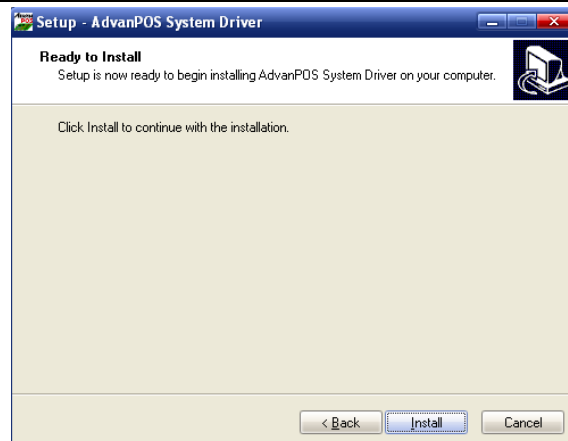 Setup - AdvanPOS System Driver
Ready to Install
Setup is now ready to begin installing AdvanPOS System Driver on your computer.
Click Install to continue with the installation.
< Back
Install
Cancel